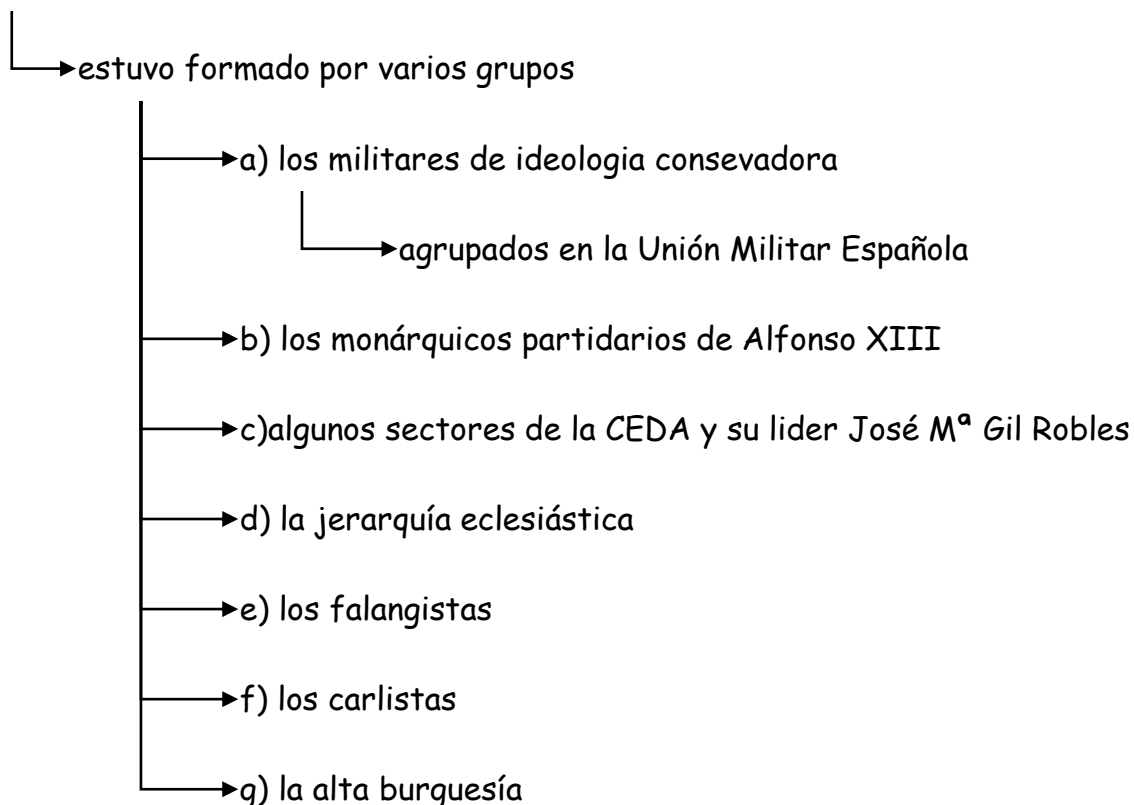 estuvo formado por varios grupos
a) los militares de ideologia consevadora
agrupados en la Unión Militar Española
b) los monárquicos partidarios de Alfonso XIII
c)algunos sectores de la CEDA y su lider José Mª Gil Robles
d) la jerarquía eclesiástica
e) los falangistas
f) los carlistas
g) la alta burguesía